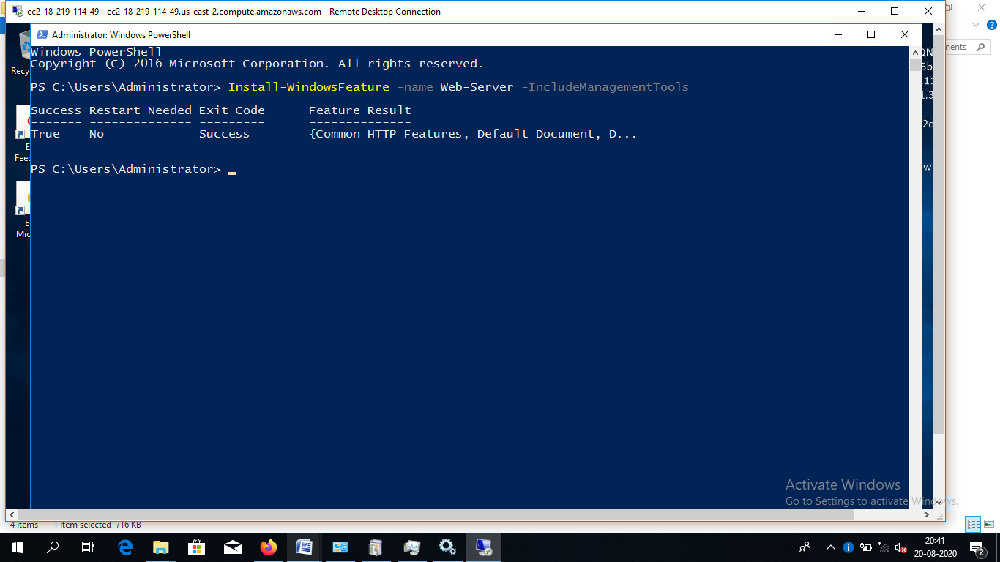 ec2-18-219-114-49 - ec2-18-219-114-49.us-east-2.compute.amazonaws.com - Remote Desktop Connection
Administrator: Windows PowerShell
Windows PowerShell
Copyright (C) 2016 Microsoft Corporation. All rights reserved.
PS C:\Users\Administrator> Install-WindowsFeature -name Web-Server -IncludeManagementTools
Success Restart Needed Exit Code      Feature Result
------- -------------- ---------      --------------
True    No             Success        {Common HTTP Features, Default Document, D...
PS C:\Users\Administrator>
Recy
E
Feed
E
Mic
ments
QN
1.3
Activate Windows
Go to Settings to activate Windows.
4 items 1 item selected 716 KB
20:41
20-08-2020
2